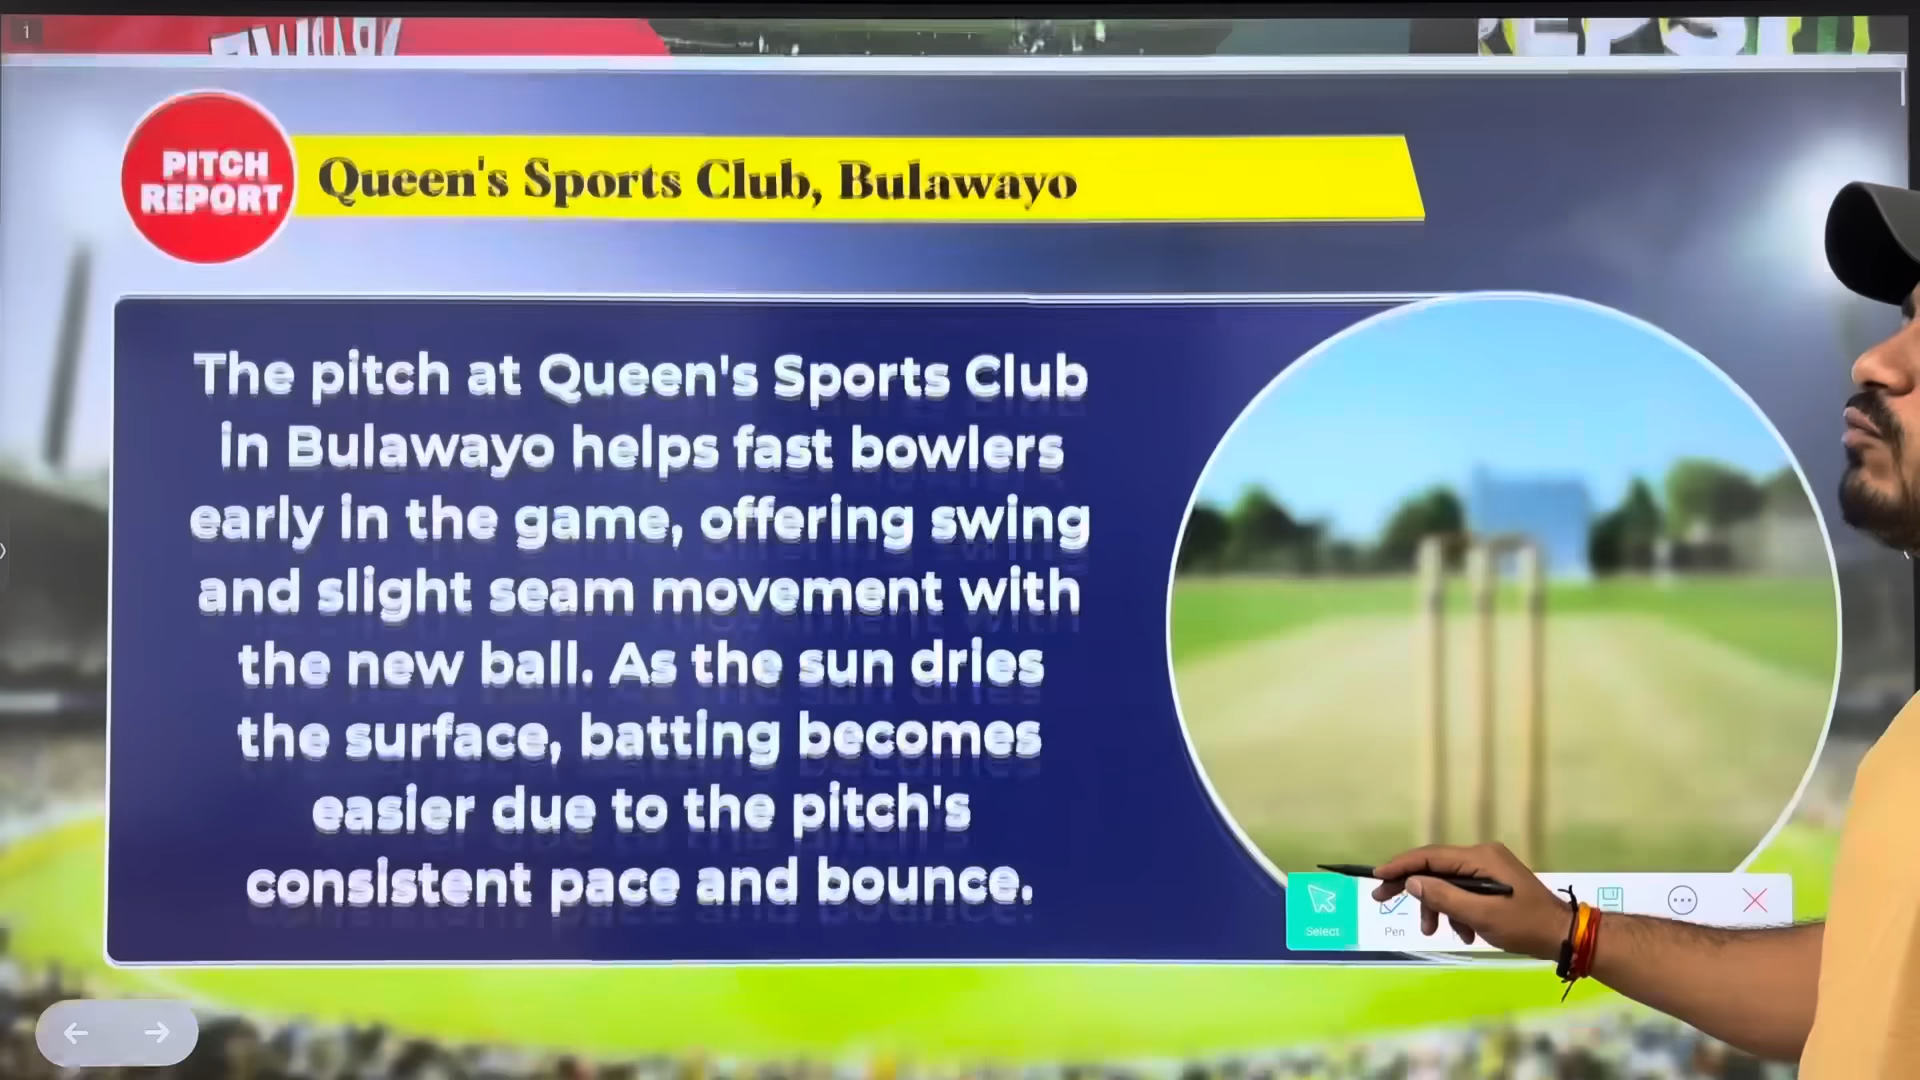 1
PITCH
REPORT
Queen's Sports Club, Bulawayo
The pitch at Queen's Sports Club
in Bulawayo helps fast bowlers
early in the game, offering swing
and slight seam movement with
the new ball. As the sun dries
the surface, batting becomes
easier due to the pitch's
consistent pace and bounce.
Select
Pen